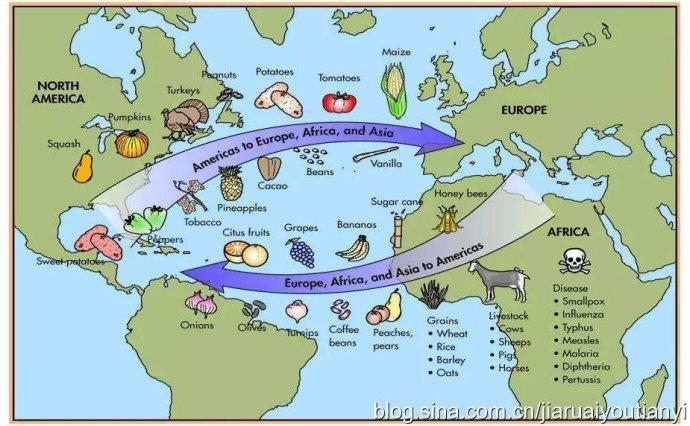 Maize
Peanuts
Potatoes
Tomatoes
NORTH
AMERICA
Turkeys
EUROPE
Pumpkins
Americas to Europe, Africa, and Asia
Squash
Beans
Vanilla
Cacao
Pineapples
Tobacco
Sugar cane
Honey bees
Peppers
Citus fruits
Grapes
Bananas
AFRICA
Sweet potatoes
Europe, Africa, and Asia to Americas
Disease
• Smallpox
• Influenza
• Typhus
• Measles
• Malaria
• Diphtheria
• Pertussis
Onions
Olives
Turnips
Coffee
beans
Peaches,
pears
Grains
• Wheat
• Rice
• Barley
• Oats
Livestock
• Cows
• Sheeps
• Pigs
• Horses
blog.sina.com.cn/jiaruaiyoutianyi